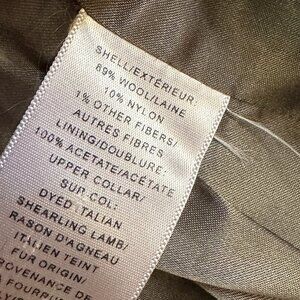 SHELL/EXTÉRIEUR:
89% WOOL/LAINE
10% NYLON
1% OTHER FIBERS/
AUTRES FIBRES
LINING/DOUBLURE:
100% ACETATE/ACÉTATE
UPPER COLLAR/
SUR COL:
DYED ITALIAN
SHEARLING LAMB/
RASON D'AGNEAU
ITALIEN TEINT
FUR ORIGIN/
PROVENANCE DE